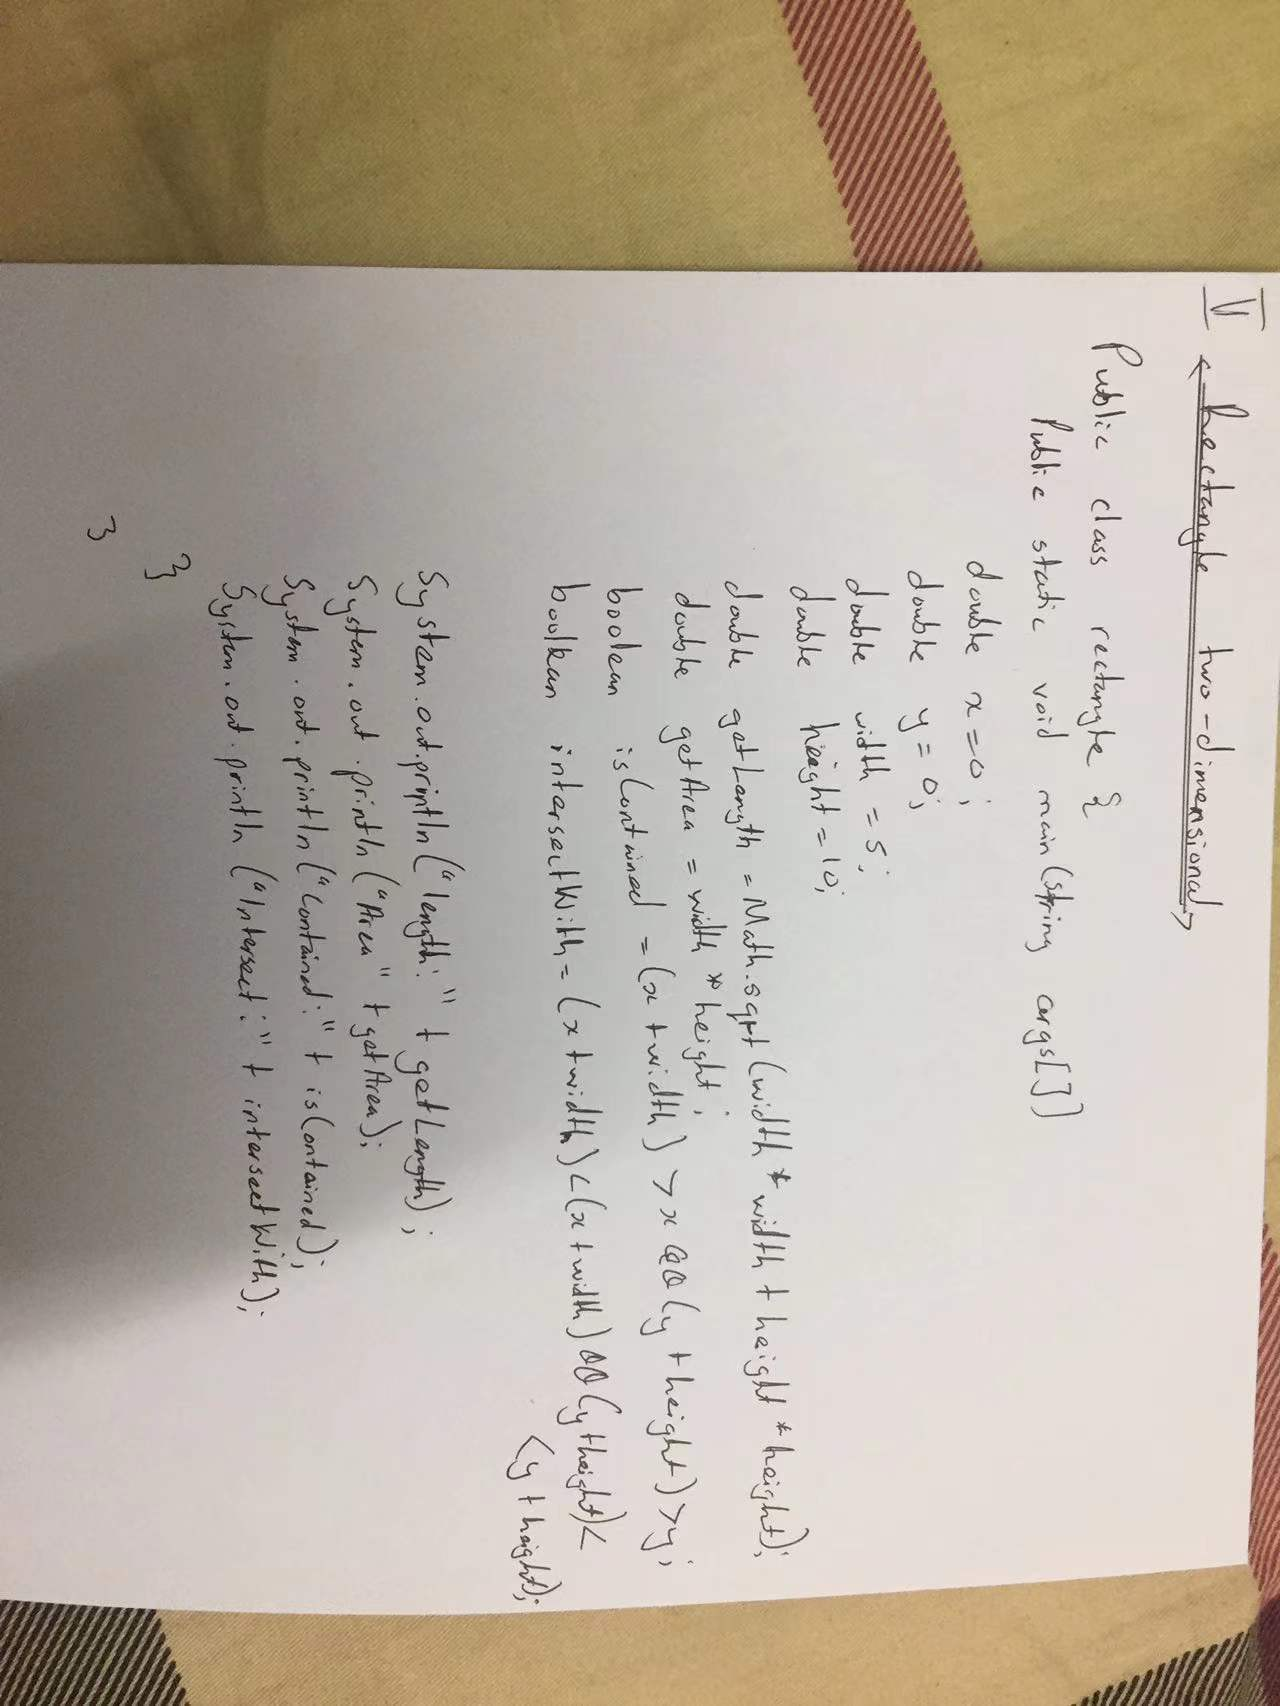 V
<Rectangle two-dimensional>
Public class rectangle {
Public static void main(string args[])
double x=0;
double y=0;
double width=5;
double height=10;
double getLength=Math.sqrt(width*width+height*height);
double getArea=width*height;
boolean isContained=(x+width)>x&&(y+height)>y;
boolean intersectWith=(x+width)<(x+width)&&(y+height)<
(y+height);
System.out.println("length:"+getLength);
System.out.println("Area"+getArea);
System.out.println("Contained:"+isContained);
System.out.println("Intersect:"+intersectWith);
}
}